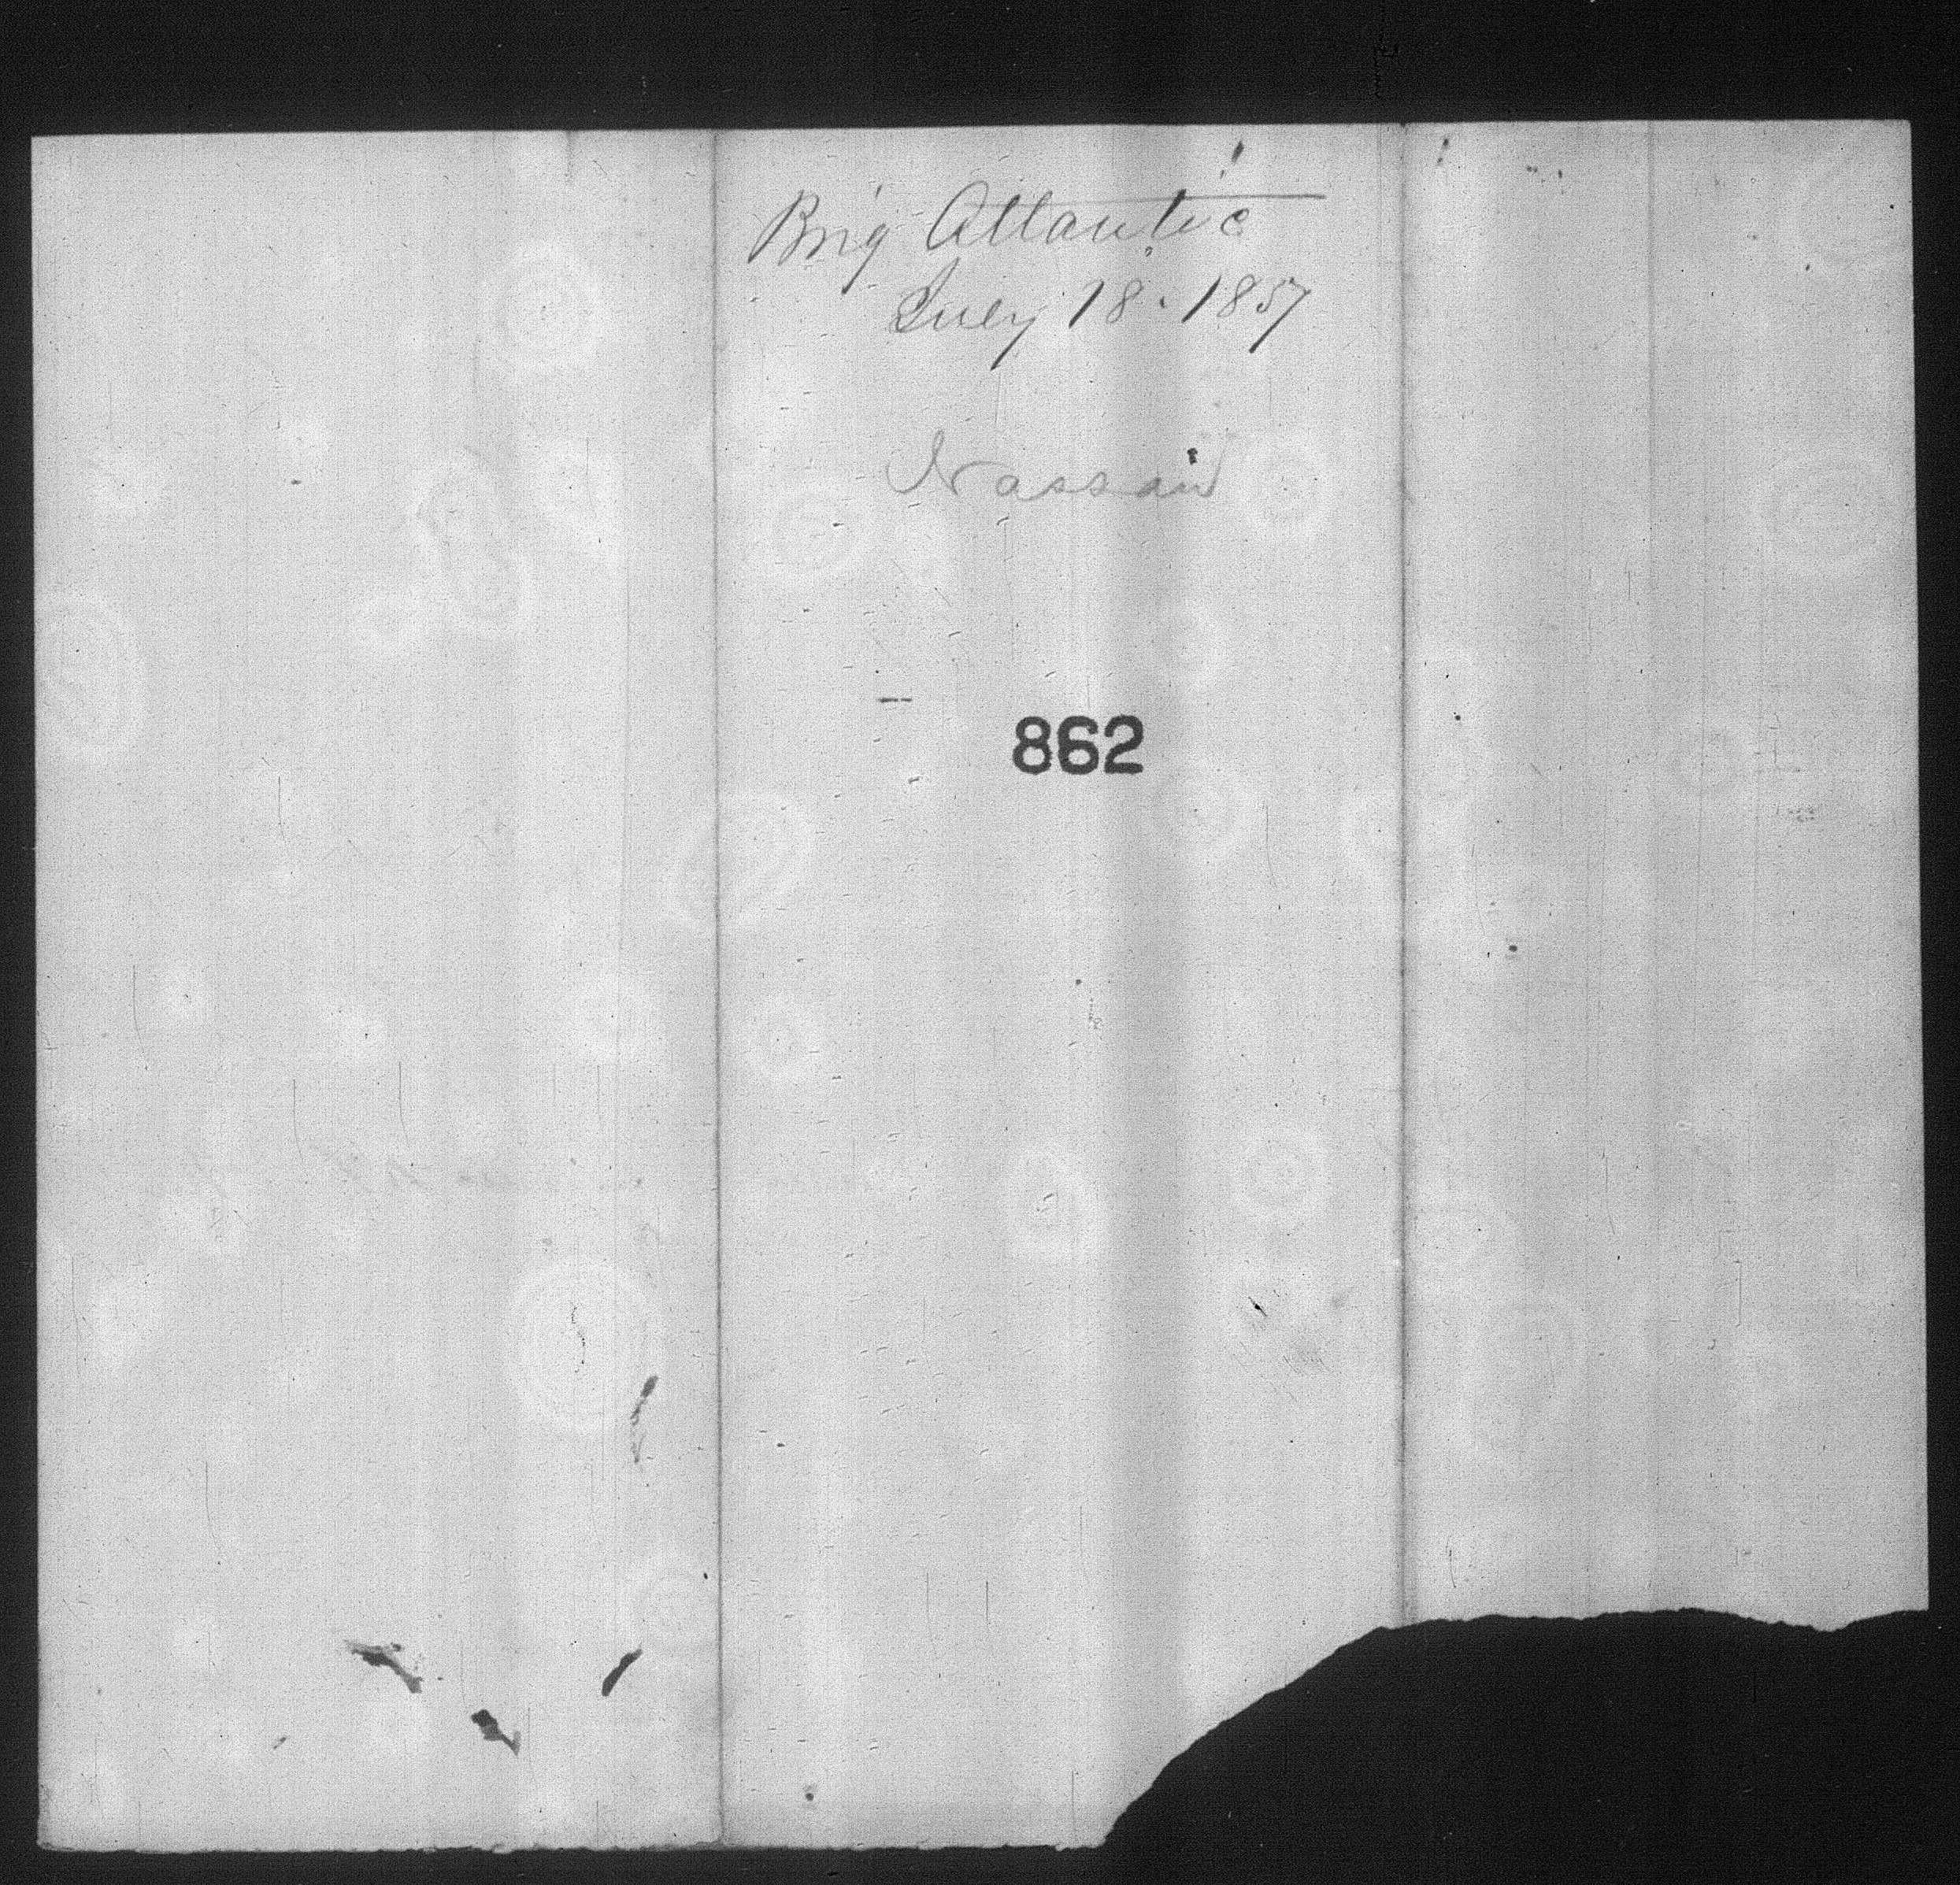 Brig Atlantic
July 18. 1857
Nassau
862